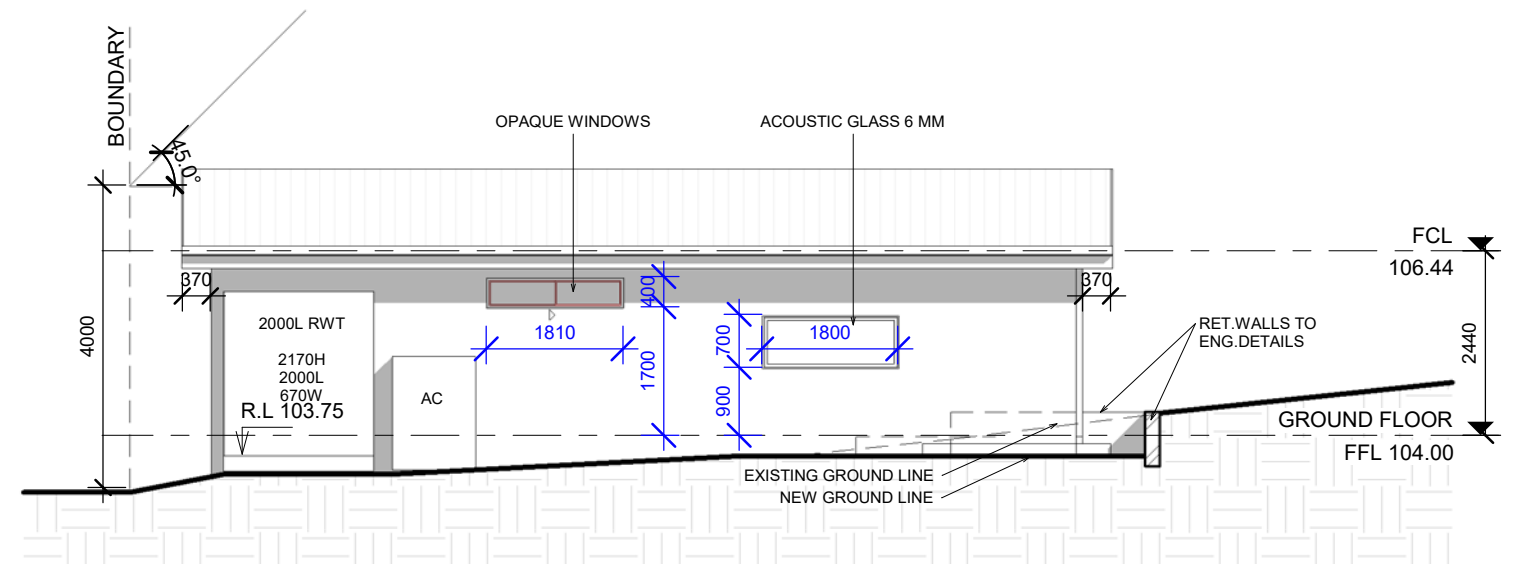 BOUNDARY
45.0°
OPAQUE WINDOWS
ACOUSTIC GLASS 6 MM
FCL
106.44
370
400
370
4000
2000L RWT
2170H
2000L
670W
R.L 103.75
AC
1810
1700
700
1800
900
RET.WALLS TO
ENG.DETAILS
2440
GROUND FLOOR
FFL 104.00
EXISTING GROUND LINE
NEW GROUND LINE